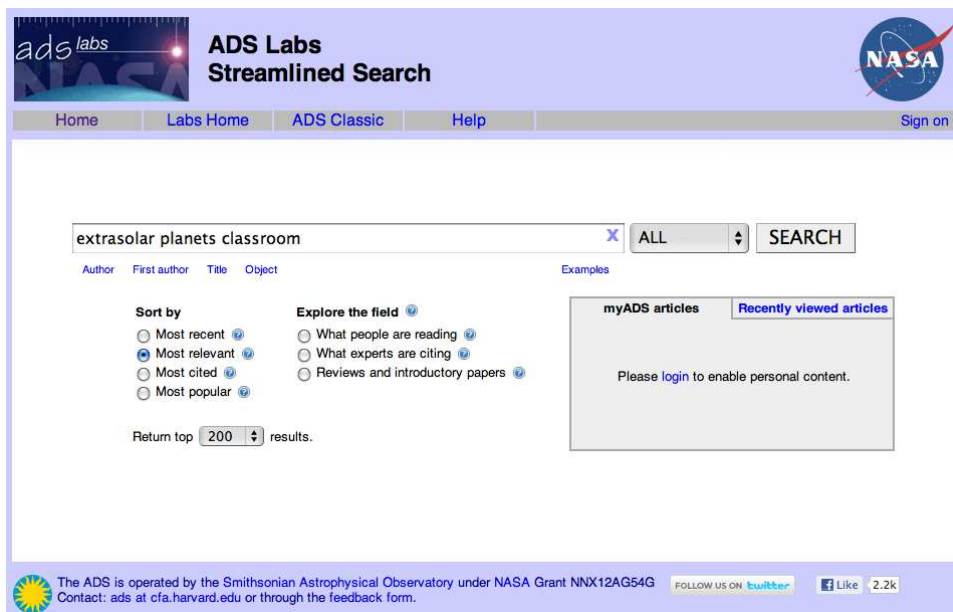 ads labs
NASA
ADS Labs
Streamlined Search
NASA
Home Labs Home ADS Classic Help Sign on
extrasolar planets classroom X ALL SEARCH
Author First author Title Object Examples
Sort by
Most recent ?
Most relevant ?
Most cited ?
Most popular ?
Explore the field ?
What people are reading ?
What experts are citing ?
Reviews and introductory papers ?
myADS articles Recently viewed articles
Please login to enable personal content.
Return top 200 results.
The ADS is operated by the Smithsonian Astrophysical Observatory under NASA Grant NNX12AG54G
Contact: ads at cfa.harvard.edu or through the feedback form.
FOLLOW US ON twitter
f Like 2.2k